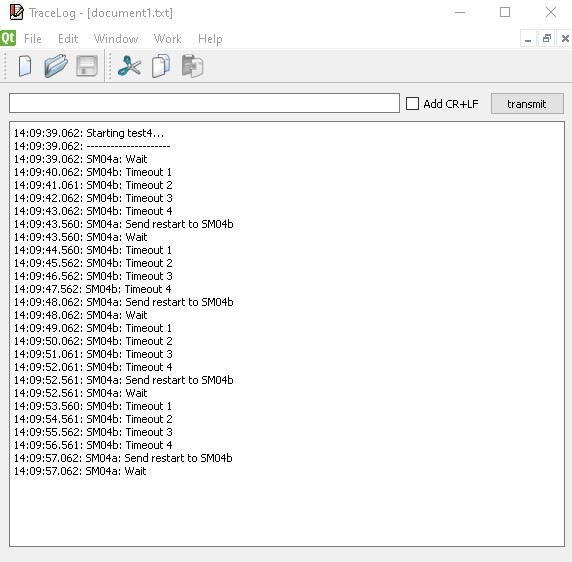 TraceLog - [document1.txt]
Qt File Edit Window Work Help
Add CR+LF transmit
14:09:39.062: Starting test4...
14:09:39.062: ---------------------
14:09:39.062: SM04a: Wait
14:09:40.062: SM04b: Timeout 1
14:09:41.061: SM04b: Timeout 2
14:09:42.062: SM04b: Timeout 3
14:09:43.062: SM04b: Timeout 4
14:09:43.560: SM04a: Send restart to SM04b
14:09:43.560: SM04a: Wait
14:09:44.560: SM04b: Timeout 1
14:09:45.562: SM04b: Timeout 2
14:09:46.562: SM04b: Timeout 3
14:09:47.562: SM04b: Timeout 4
14:09:48.062: SM04a: Send restart to SM04b
14:09:48.062: SM04a: Wait
14:09:49.062: SM04b: Timeout 1
14:09:50.062: SM04b: Timeout 2
14:09:51.061: SM04b: Timeout 3
14:09:52.061: SM04b: Timeout 4
14:09:52.561: SM04a: Send restart to SM04b
14:09:52.561: SM04a: Wait
14:09:53.560: SM04b: Timeout 1
14:09:54.561: SM04b: Timeout 2
14:09:55.562: SM04b: Timeout 3
14:09:56.561: SM04b: Timeout 4
14:09:57.062: SM04a: Send restart to SM04b
14:09:57.062: SM04a: Wait